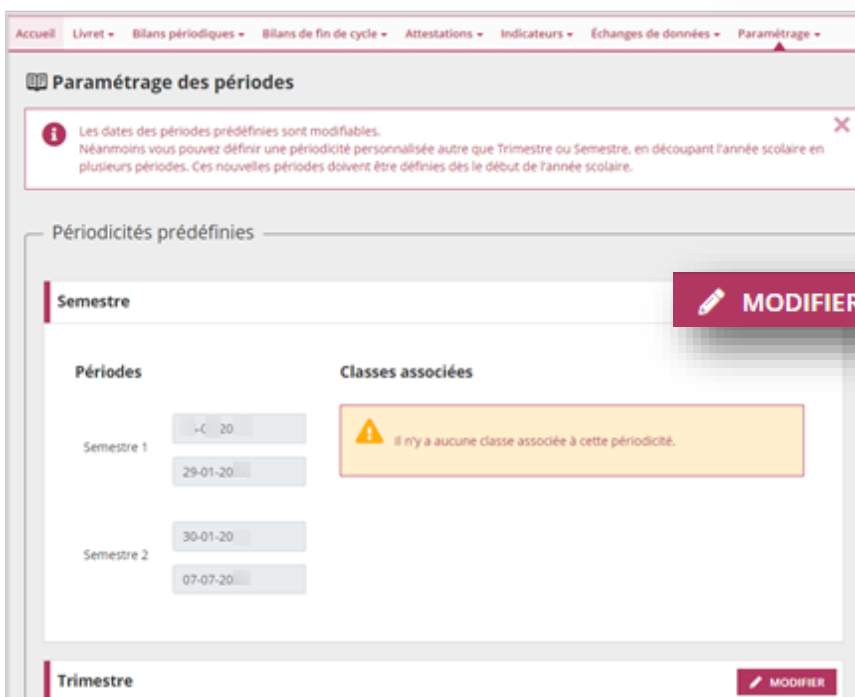 Accueil Livret Bilans périodiques Bilans de fin de cycle Attestations Indicateurs Échanges de données Paramétrage
Paramétrage des périodes
Les dates des périodes prédéfinies sont modifiables.
Néanmoins vous pouvez définir une périodicité personnalisée autre que Trimestre ou Semestre, en découpant l'année scolaire en
plusieurs périodes. Ces nouvelles périodes doivent être définies dès le début de l'année scolaire.
Périodicités prédéfinies
Semestre
MODIFIER
Périodes
Classes associées
20
Semestre 1
Il n'y a aucune classe associée à cette périodicité.
29-01-20
30-01-20
Semestre 2
07-07-20
Trimestre
MODIFIER